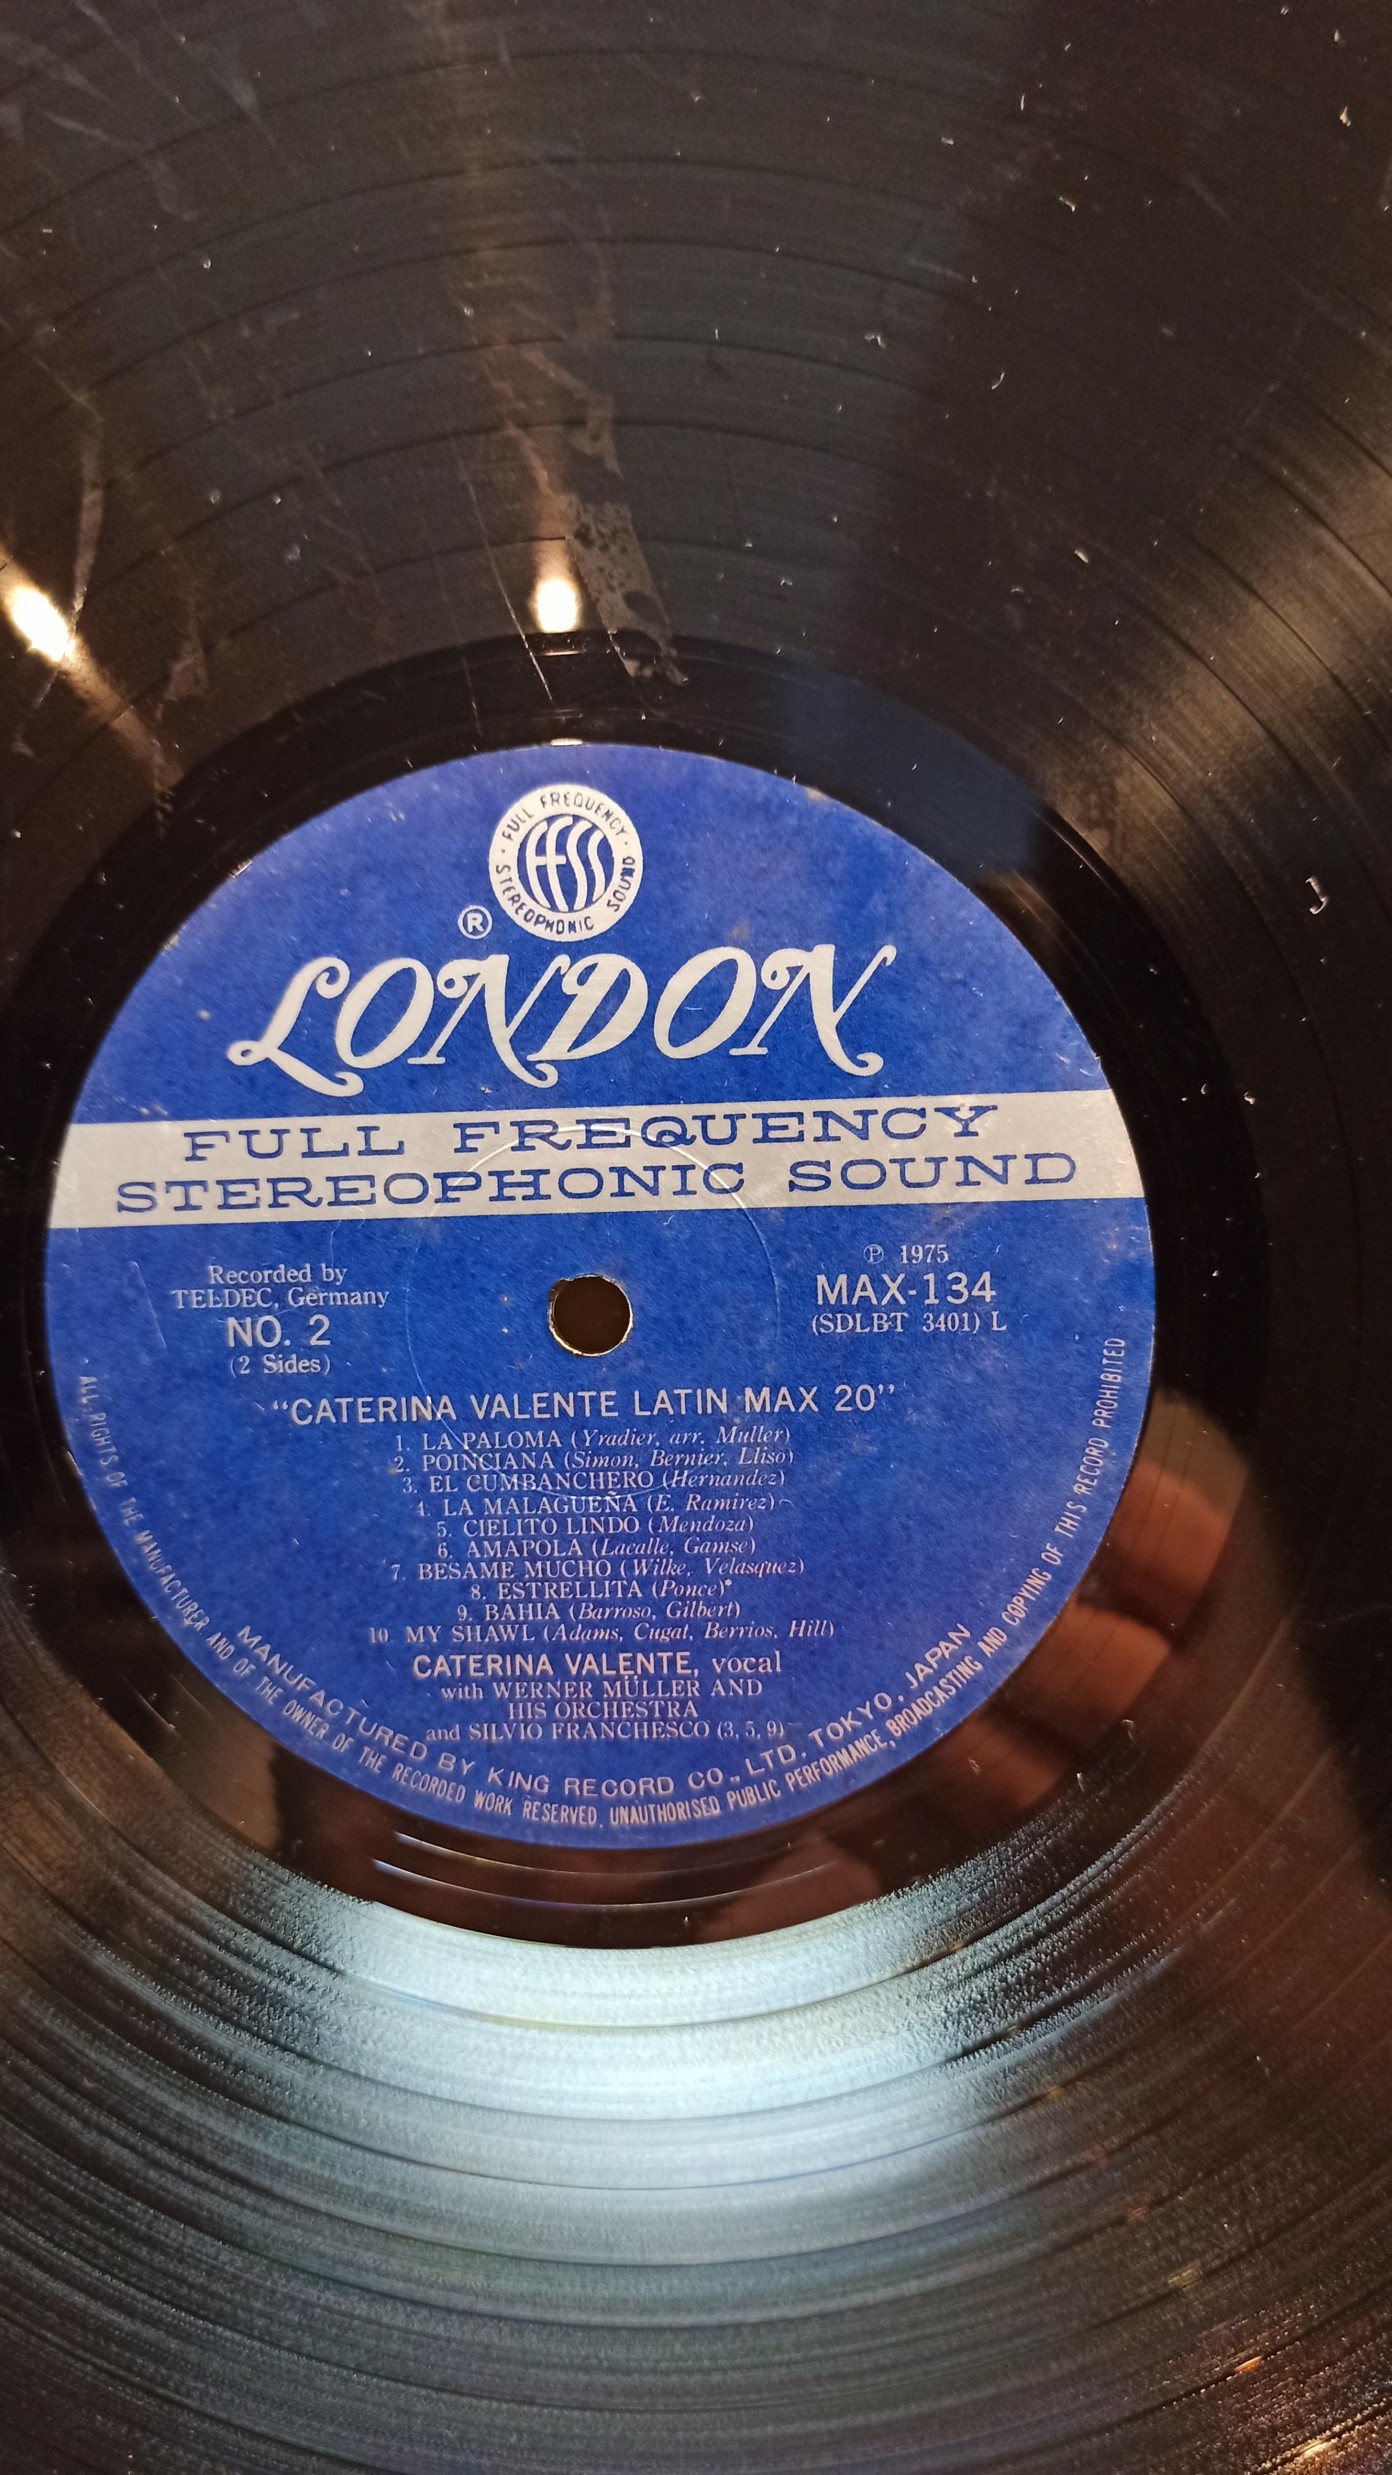 FULL FREQUENCY
ffss
STEREOPHONIC SOUND
®
LONDON
FULL FREQUENCY
STEREOPHONIC SOUND
Recorded by
TELDEC, Germany
NO. 2
(2 Sides)
℗ 1975
MAX-134
(SDLBT 3401) L
"CATERINA VALENTE LATIN MAX 20"
1. LA PALOMA (Yradier, arr. Muller)
2. POINCIANA (Simon, Bernier, Lliso)
3. EL CUMBANCHERO (Hernandez)
4. LA MALAGUEÑA (E. Ramirez)
5. CIELITO LINDO (Mendoza)
6. AMAPOLA (Lacalle, Gamse)
7. BESAME MUCHO (Wilke, Velasquez)
8. ESTRELLITA (Ponce)
9. BAHIA (Barroso, Gilbert)
10. MY SHAWL (Adams, Cugat, Berrios, Hill)
CATERINA VALENTE, vocal
with WERNER MÜLLER AND
HIS ORCHESTRA
and SILVIO FRANCHESCO (3, 5, 9)
MANUFACTURED BY KING RECORD CO., LTD. TOKYO. JAPAN
ALL RIGHTS OF THE MANUFACTURER AND OF THE OWNER OF THE RECORDED WORK RESERVED. UNAUTHORISED PUBLIC PERFORMANCE, BROADCASTING AND COPYING OF THIS RECORD PROHIBITED